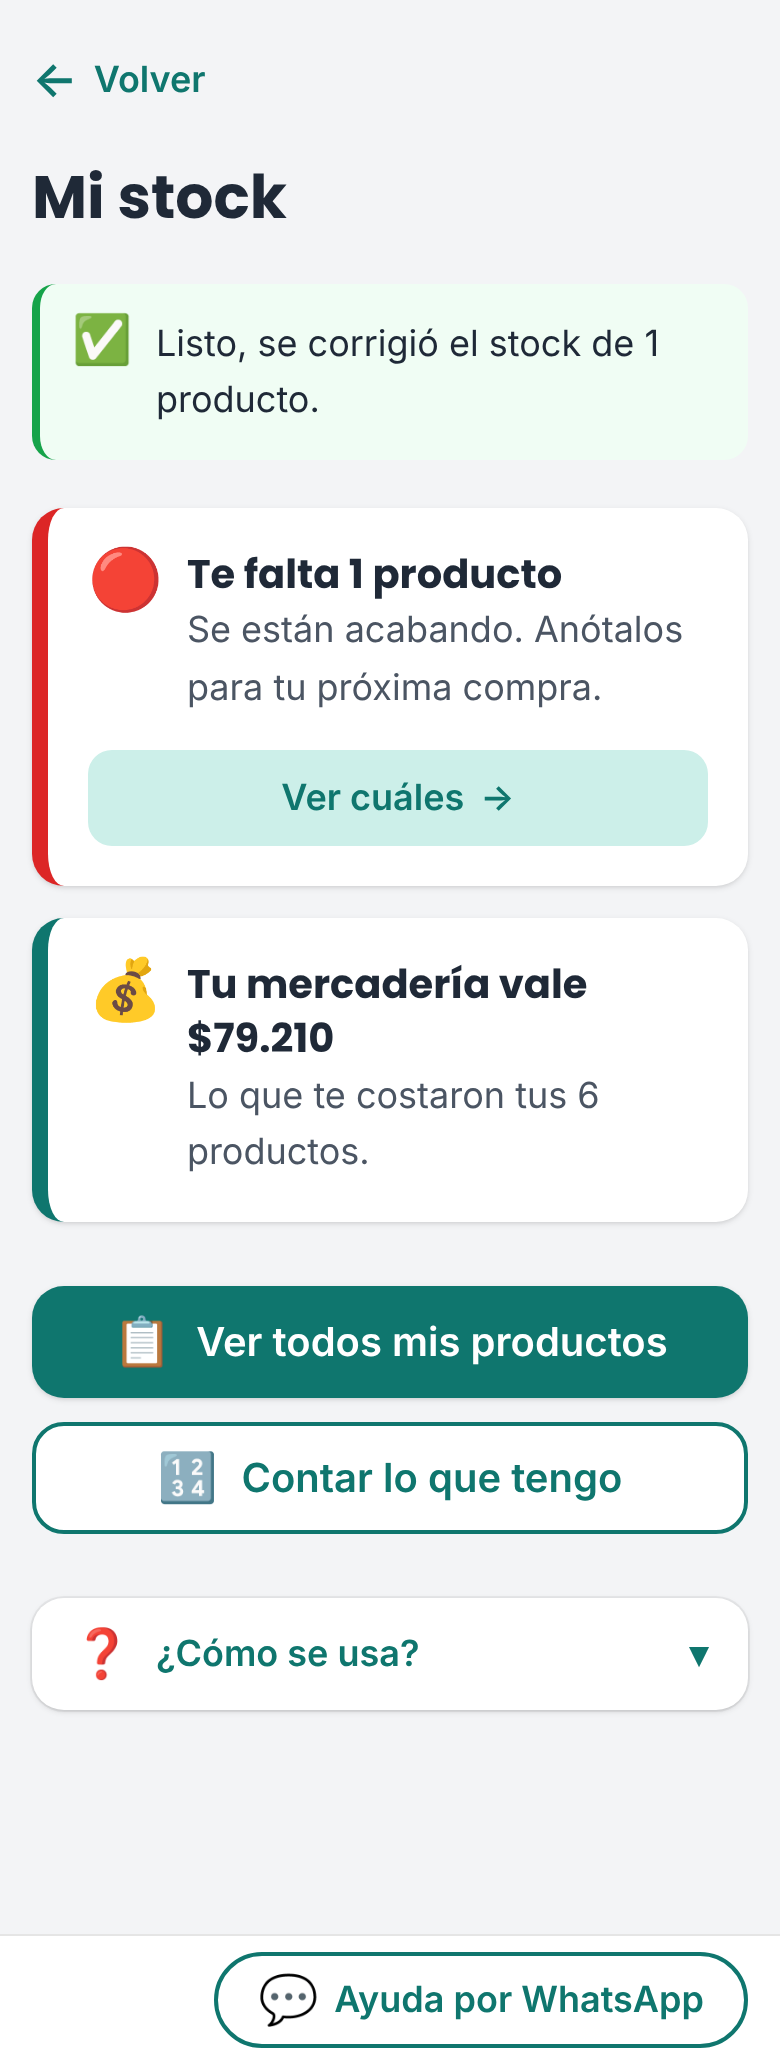 ← Volver
Mi stock
✅ Listo, se corrigió el stock de 1
producto.
Te falta 1 producto
Se están acabando. Anótalos
para tu próxima compra.
Ver cuáles →
Tu mercadería vale
$79.210
Lo que te costaron tus 6
productos.
Ver todos mis productos
Contar lo que tengo
❓ ¿Cómo se usa? ▼
Ayuda por WhatsApp